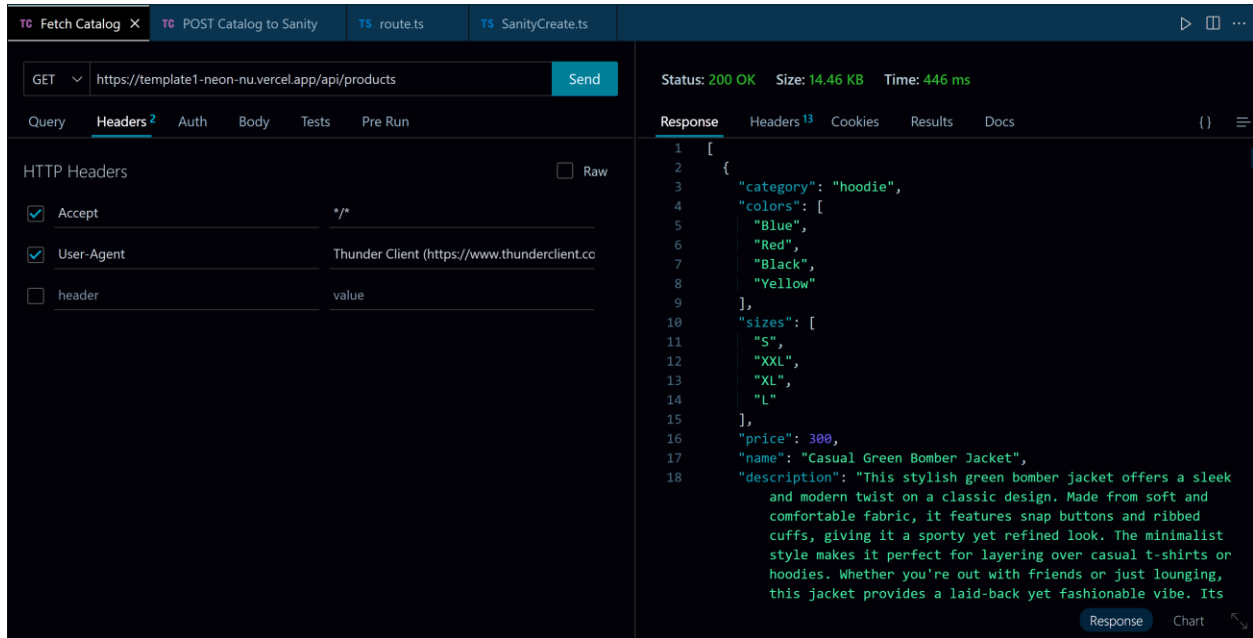 TC Fetch Catalog × TC POST Catalog to Sanity TS route.ts TS SanityCreate.ts
GET https://template1-neon-nu.vercel.app/api/products Send
Query Headers 2 Auth Body Tests Pre Run
HTTP Headers Raw
Accept */*
User-Agent Thunder Client (https://www.thunderclient.co
header value
Status: 200 OK Size: 14.46 KB Time: 446 ms
Response Headers 13 Cookies Results Docs {}
1 [
2 {
3 "category": "hoodie",
4 "colors": [
5 "Blue",
6 "Red",
7 "Black",
8 "Yellow"
9 ],
10 "sizes": [
11 "S",
12 "XXL",
13 "XL",
14 "L"
15 ],
16 "price": 300,
17 "name": "Casual Green Bomber Jacket",
18 "description": "This stylish green bomber jacket offers a sleek
and modern twist on a classic design. Made from soft and
comfortable fabric, it features snap buttons and ribbed
cuffs, giving it a sporty yet refined look. The minimalist
style makes it perfect for layering over casual t-shirts or
hoodies. Whether you're out with friends or just lounging,
this jacket provides a laid-back yet fashionable vibe. Its
Response Chart